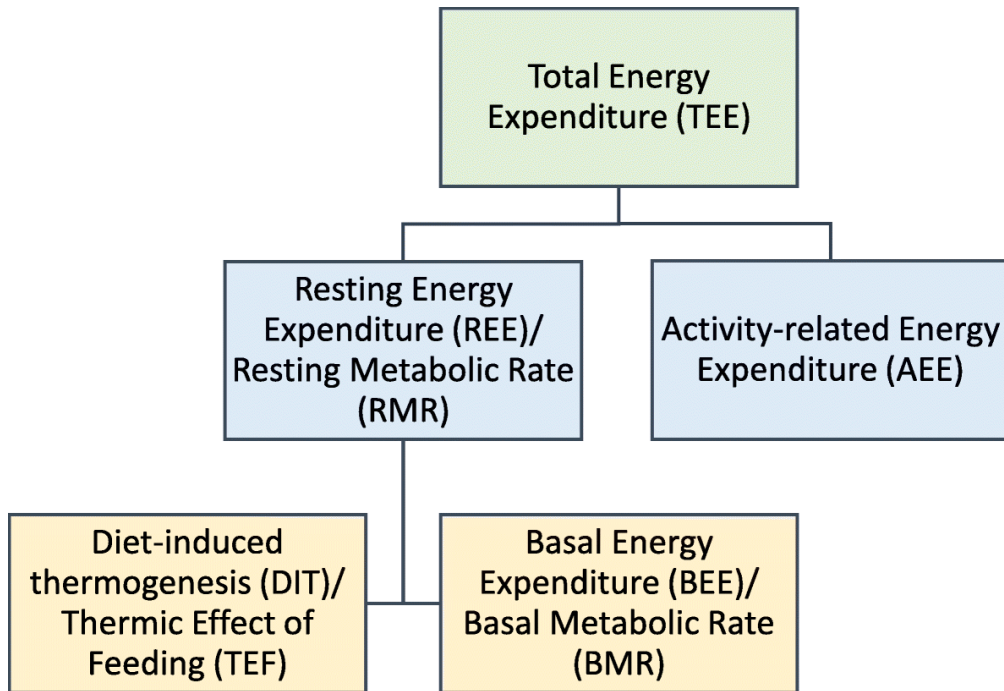 Total Energy
Expenditure (TEE)
Resting Energy
Expenditure (REE)/
Resting Metabolic Rate
(RMR)
Activity-related Energy
Expenditure (AEE)
Diet-induced
thermogenesis (DIT)/
Thermic Effect of
Feeding (TEF)
Basal Energy
Expenditure (BEE)/
Basal Metabolic Rate
(BMR)